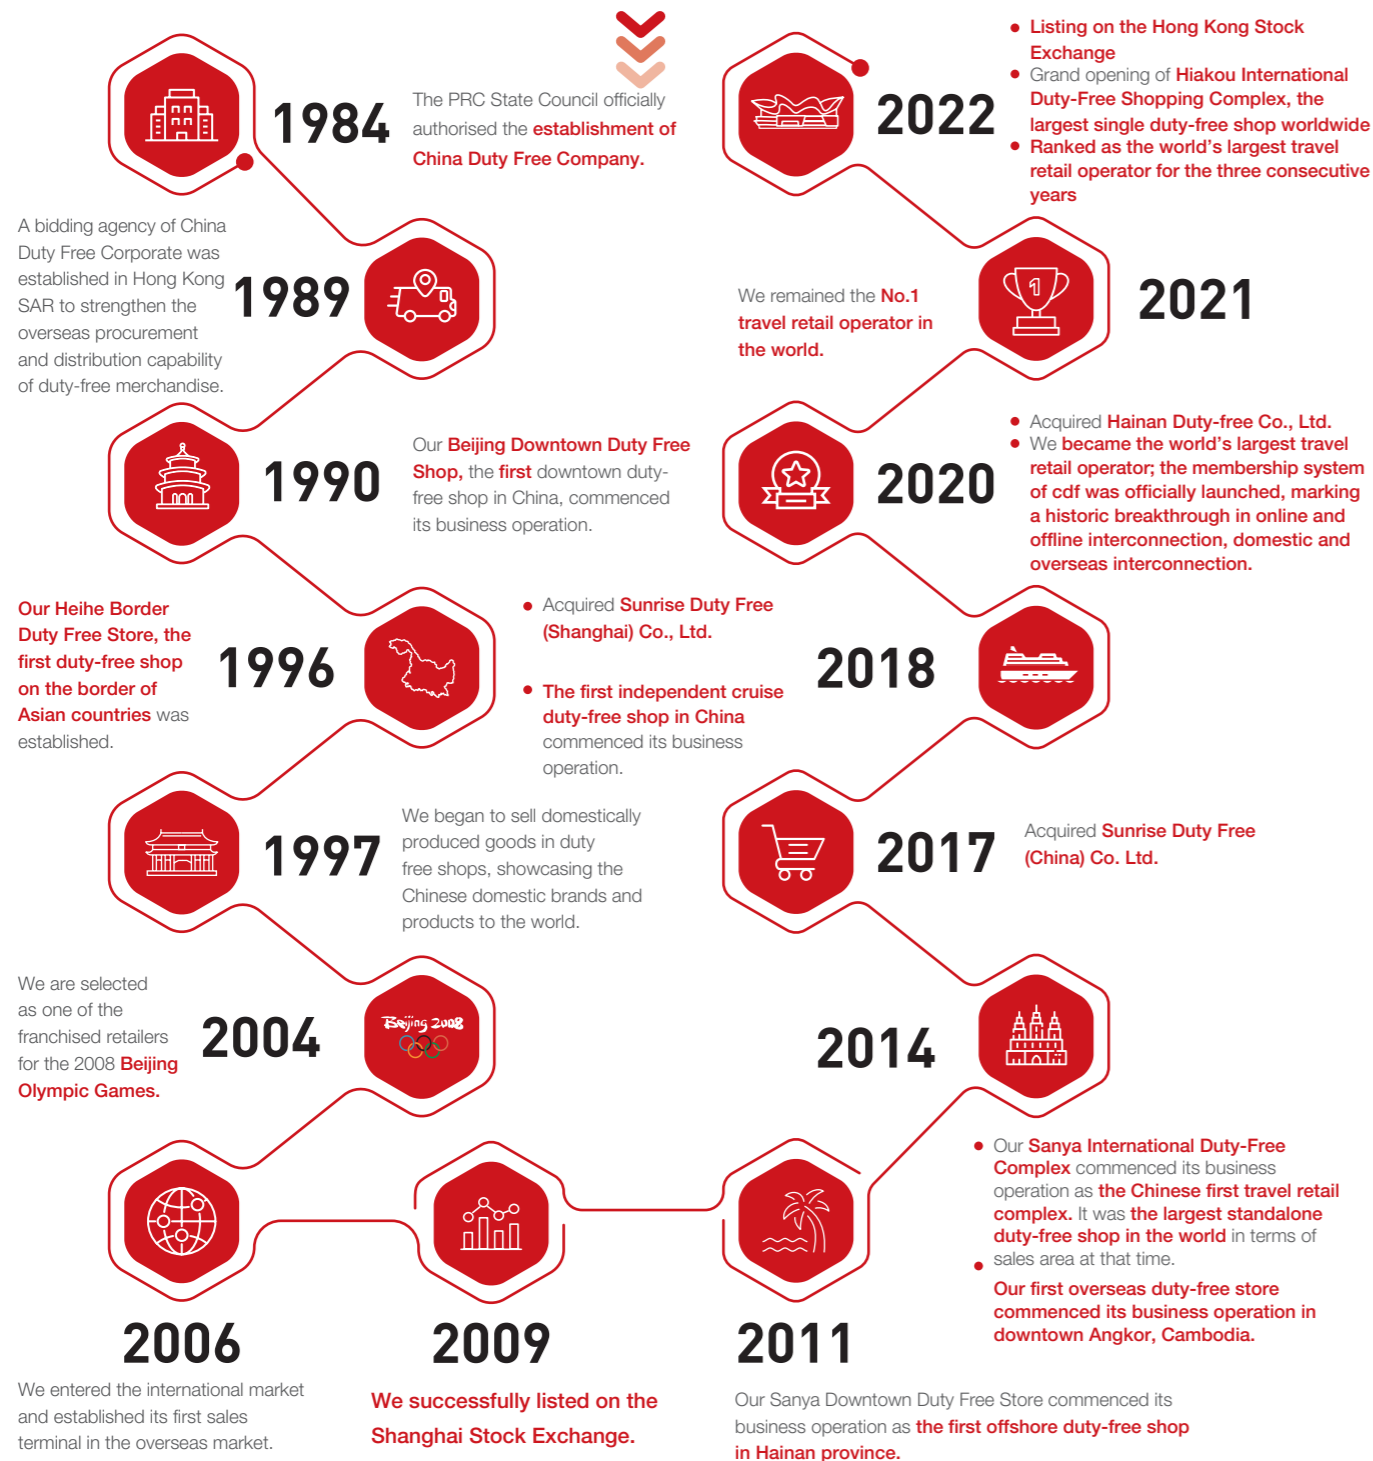 1984
The PRC State Council officially
authorised the establishment of
China Duty Free Company.
A bidding agency of China
Duty Free Corporate was
established in Hong Kong
SAR to strengthen the
overseas procurement
and distribution capability
of duty-free merchandise.
1989
1990
Our Beijing Downtown Duty Free
Shop, the first downtown duty-
free shop in China, commenced
its business operation.
Our Heihe Border
Duty Free Store, the
first duty-free shop
on the border of
Asian countries was
established.
1996
1997
We began to sell domestically
produced goods in duty
free shops, showcasing the
Chinese domestic brands and
products to the world.
We are selected
as one of the
franchised retailers
for the 2008 Beijing
Olympic Games.
2004
Beijing 2008
2006
We entered the international market
and established its first sales
terminal in the overseas market.
2009
We successfully listed on the
Shanghai Stock Exchange.
2011
Our Sanya Downtown Duty Free Store commenced its
business operation as the first offshore duty-free shop
in Hainan province.
2014
• Our Sanya International Duty-Free
Complex commenced its business
operation as the Chinese first travel retail
complex. It was the largest standalone
duty-free shop in the world in terms of
sales area at that time.
• Our first overseas duty-free store
commenced its business operation in
downtown Angkor, Cambodia.
2017
Acquired Sunrise Duty Free
(China) Co. Ltd.
• Acquired Sunrise Duty Free
(Shanghai) Co., Ltd.
• The first independent cruise
duty-free shop in China
commenced its business
operation.
2018
2020
• Acquired Hainan Duty-free Co., Ltd.
• We became the world's largest travel
retail operator; the membership system
of cdf was officially launched, marking
a historic breakthrough in online and
offline interconnection, domestic and
overseas interconnection.
We remained the No.1
travel retail operator in
the world.
1
2021
2022
• Listing on the Hong Kong Stock
Exchange
• Grand opening of Hiakou International
Duty-Free Shopping Complex, the
largest single duty-free shop worldwide
• Ranked as the world's largest travel
retail operator for the three consecutive
years